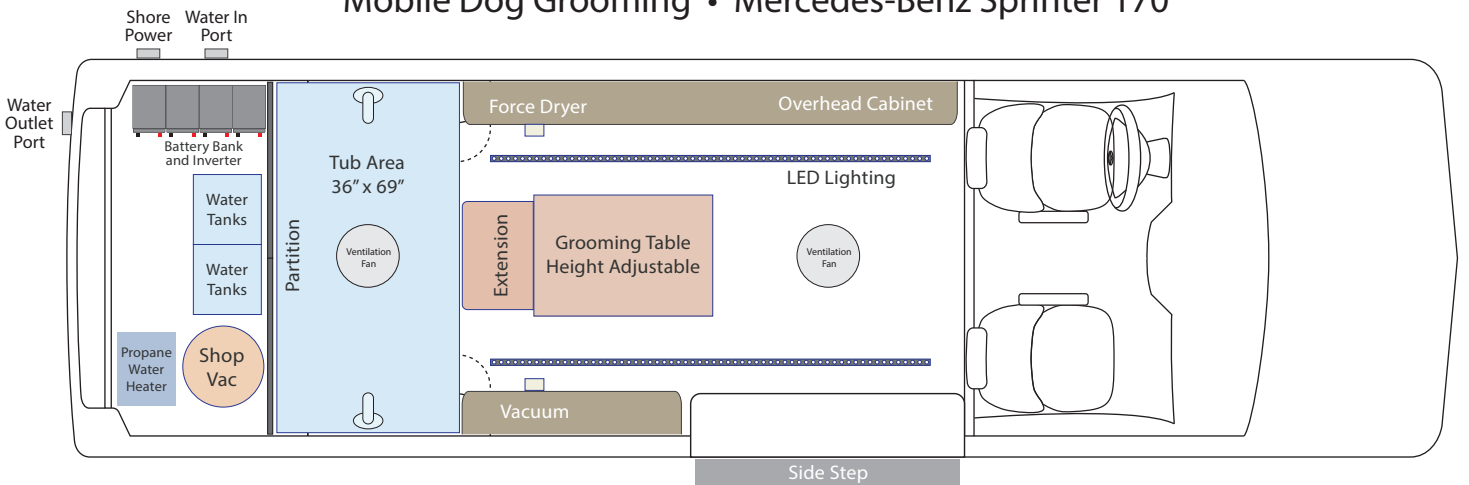 Mobile Dog Grooming • Mercedes-Benz Sprinter 170
Shore
Power
Water In
Port
Water
Outlet
Port
Battery Bank
and Inverter
Water
Tanks
Water
Tanks
Propane
Water
Heater
Shop
Vac
Partition
Tub Area
36” x 69”
Ventilation
Fan
Force Dryer
Overhead Cabinet
LED Lighting
Extension
Grooming Table
Height Adjustable
Ventilation
Fan
Vacuum
Side Step